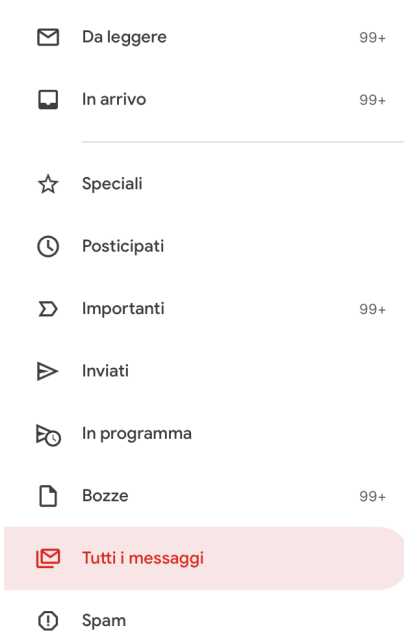 Da leggere 99+
In arrivo 99+
Speciali
Posticipati
Importanti 99+
Inviati
In programma
Bozze 99+
Tutti i messaggi
Spam